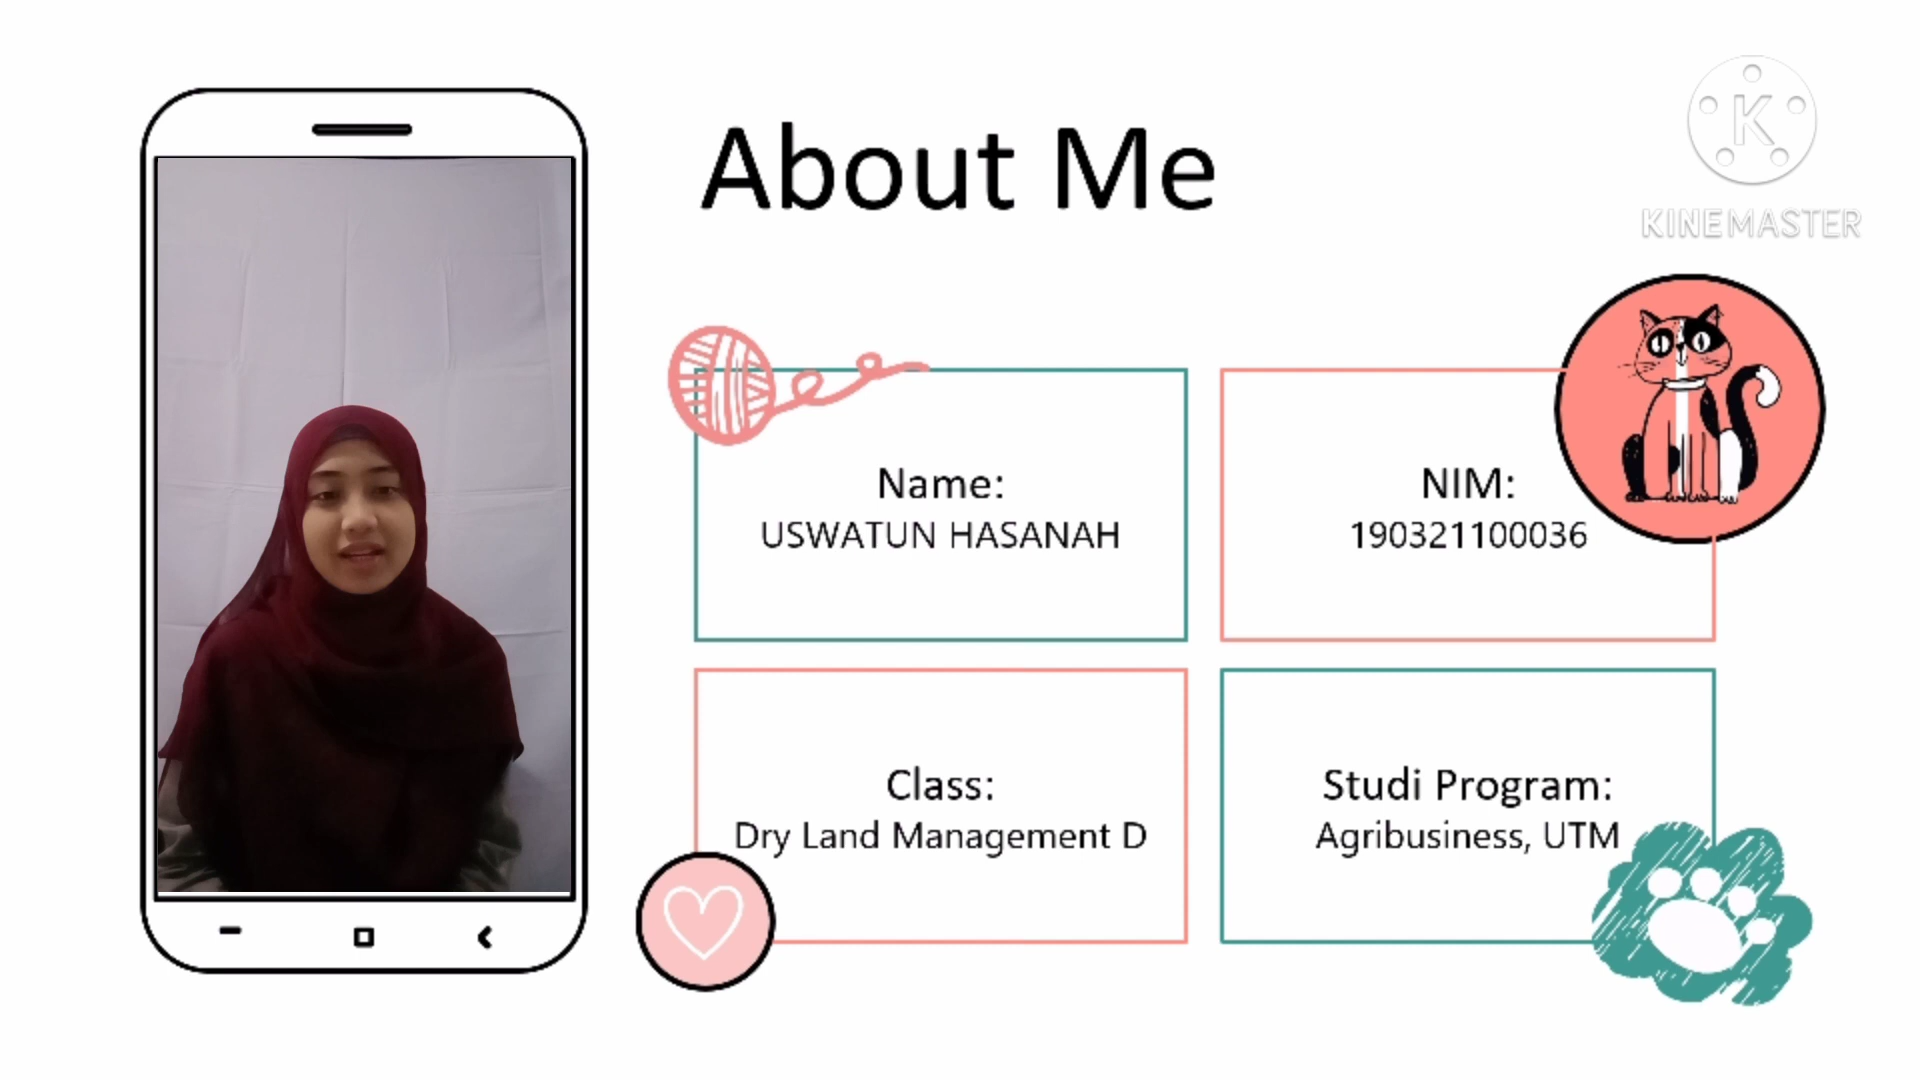 About Me
K
KINEMASTER
Name:
USWATUN HASANAH
NIM:
190321100036
Class:
Dry Land Management D
Studi Program:
Agribusiness, UTM